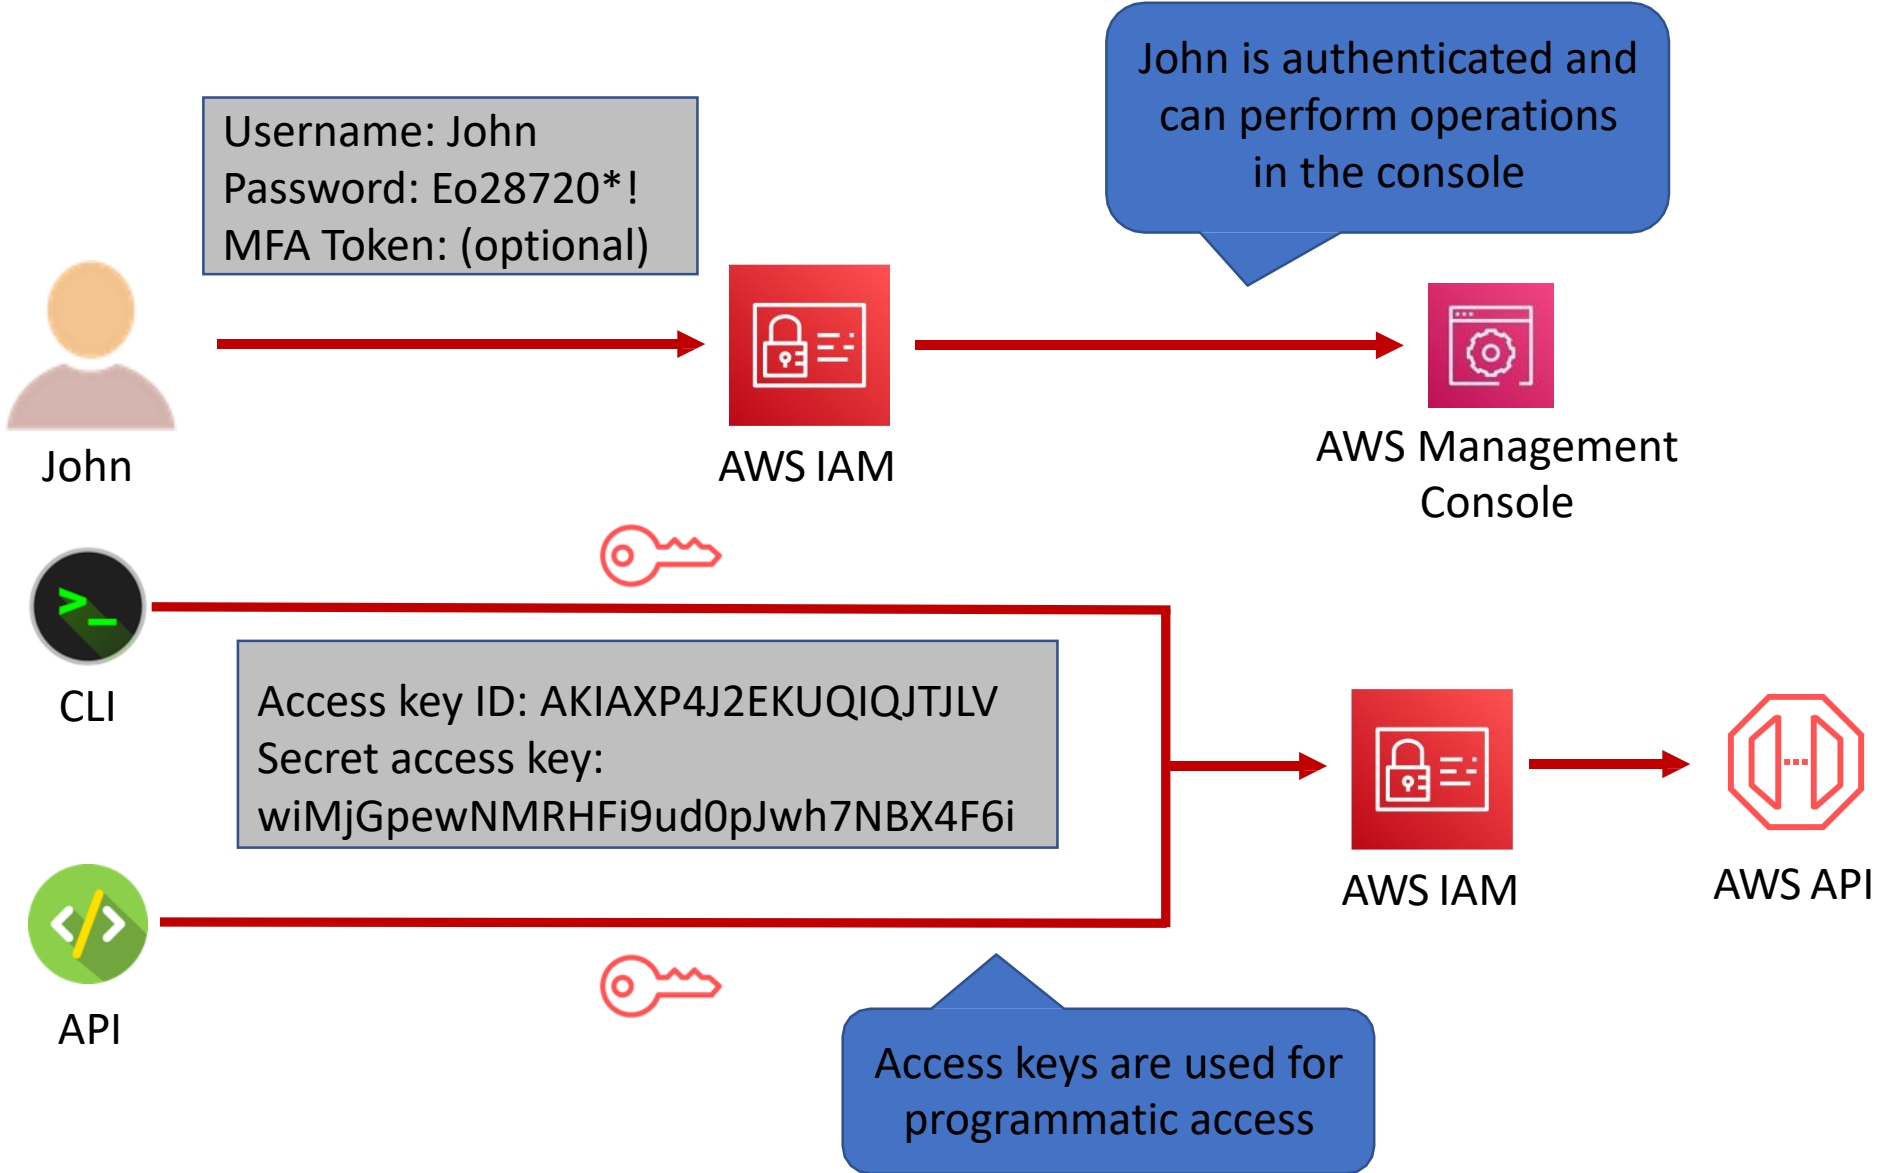 John is authenticated and
can perform operations
in the console
Username: John
Password: Eo28720*!
MFA Token: (optional)
John
AWS IAM
AWS Management
Console
CLI
Access key ID: AKIAXP4J2EKUQIQJTJLV
Secret access key:
wiMjGpewNMRHFi9ud0pJwh7NBX4F6i
AWS IAM
AWS API
API
Access keys are used for
programmatic access